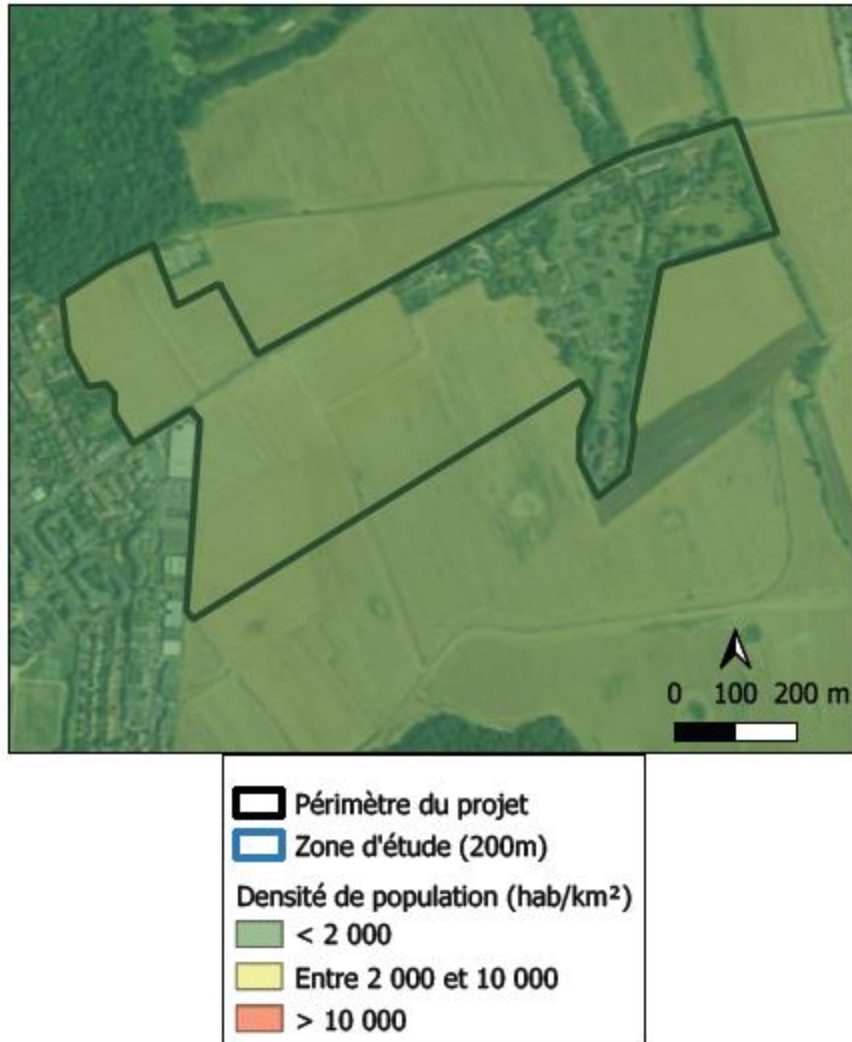 0 100 200 m
Périmètre du projet
Zone d'étude (200m)
Densité de population (hab/km²)
< 2 000
Entre 2 000 et 10 000
> 10 000